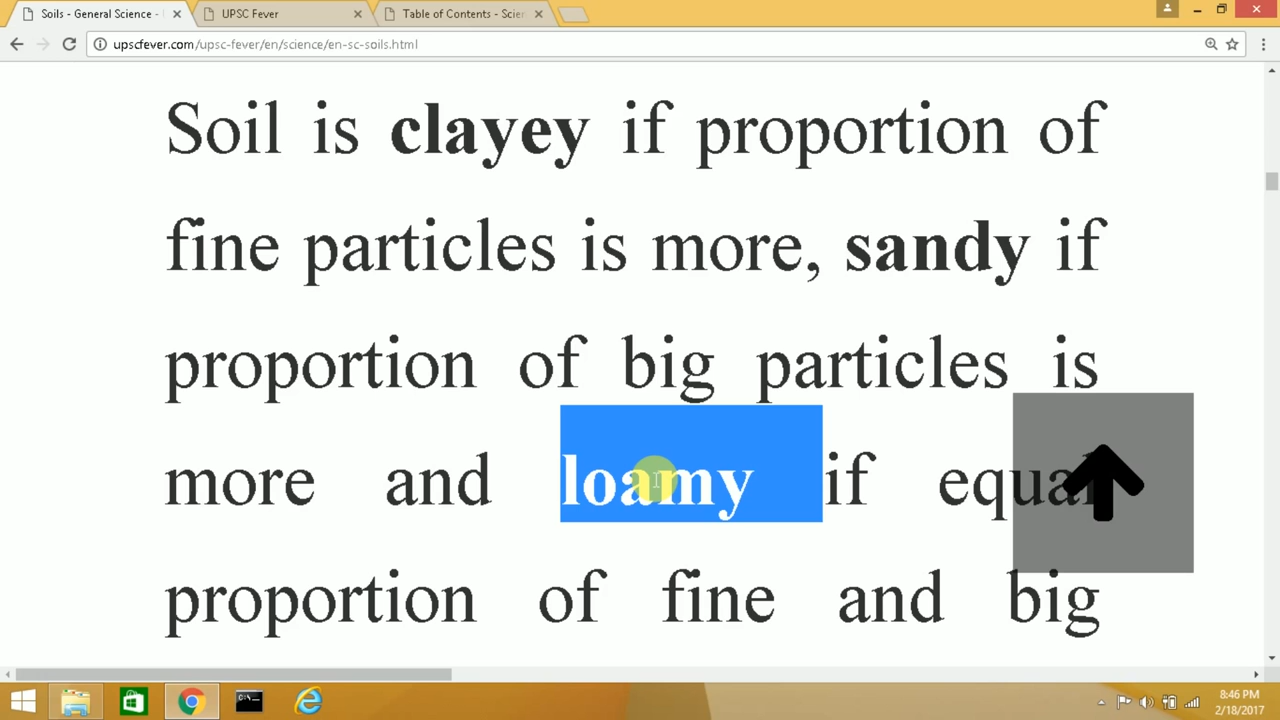 Soils - General Science -
UPSC Fever
Table of Contents - Scien
upscfever.com/upsc-fever/en/science/en-sc-soils.html
Soil is clayey if proportion of
fine particles is more, sandy if
proportion of big particles is
more and loamy if equal
proportion of fine and big
8:46 PM
2/18/2017